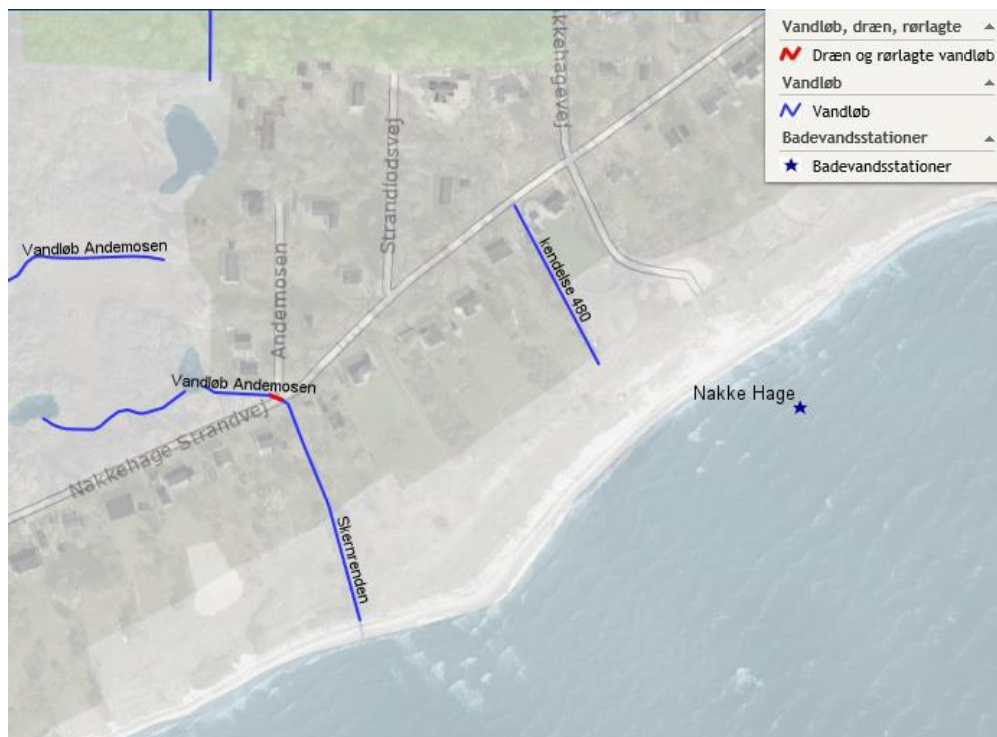 Vandløb, dræn, rørlagte
Dræn og rørlagte vandløb
Vandløb
Vandløb
Badevandsstationer
Badevandsstationer
Nakkehagevej
Strandlodsvej
Vandløb Andemosen
kendelse 480
Andemosen
Vandløb Andemosen
Nakke Hage
Nakkehage Strandvej
Skernrenden